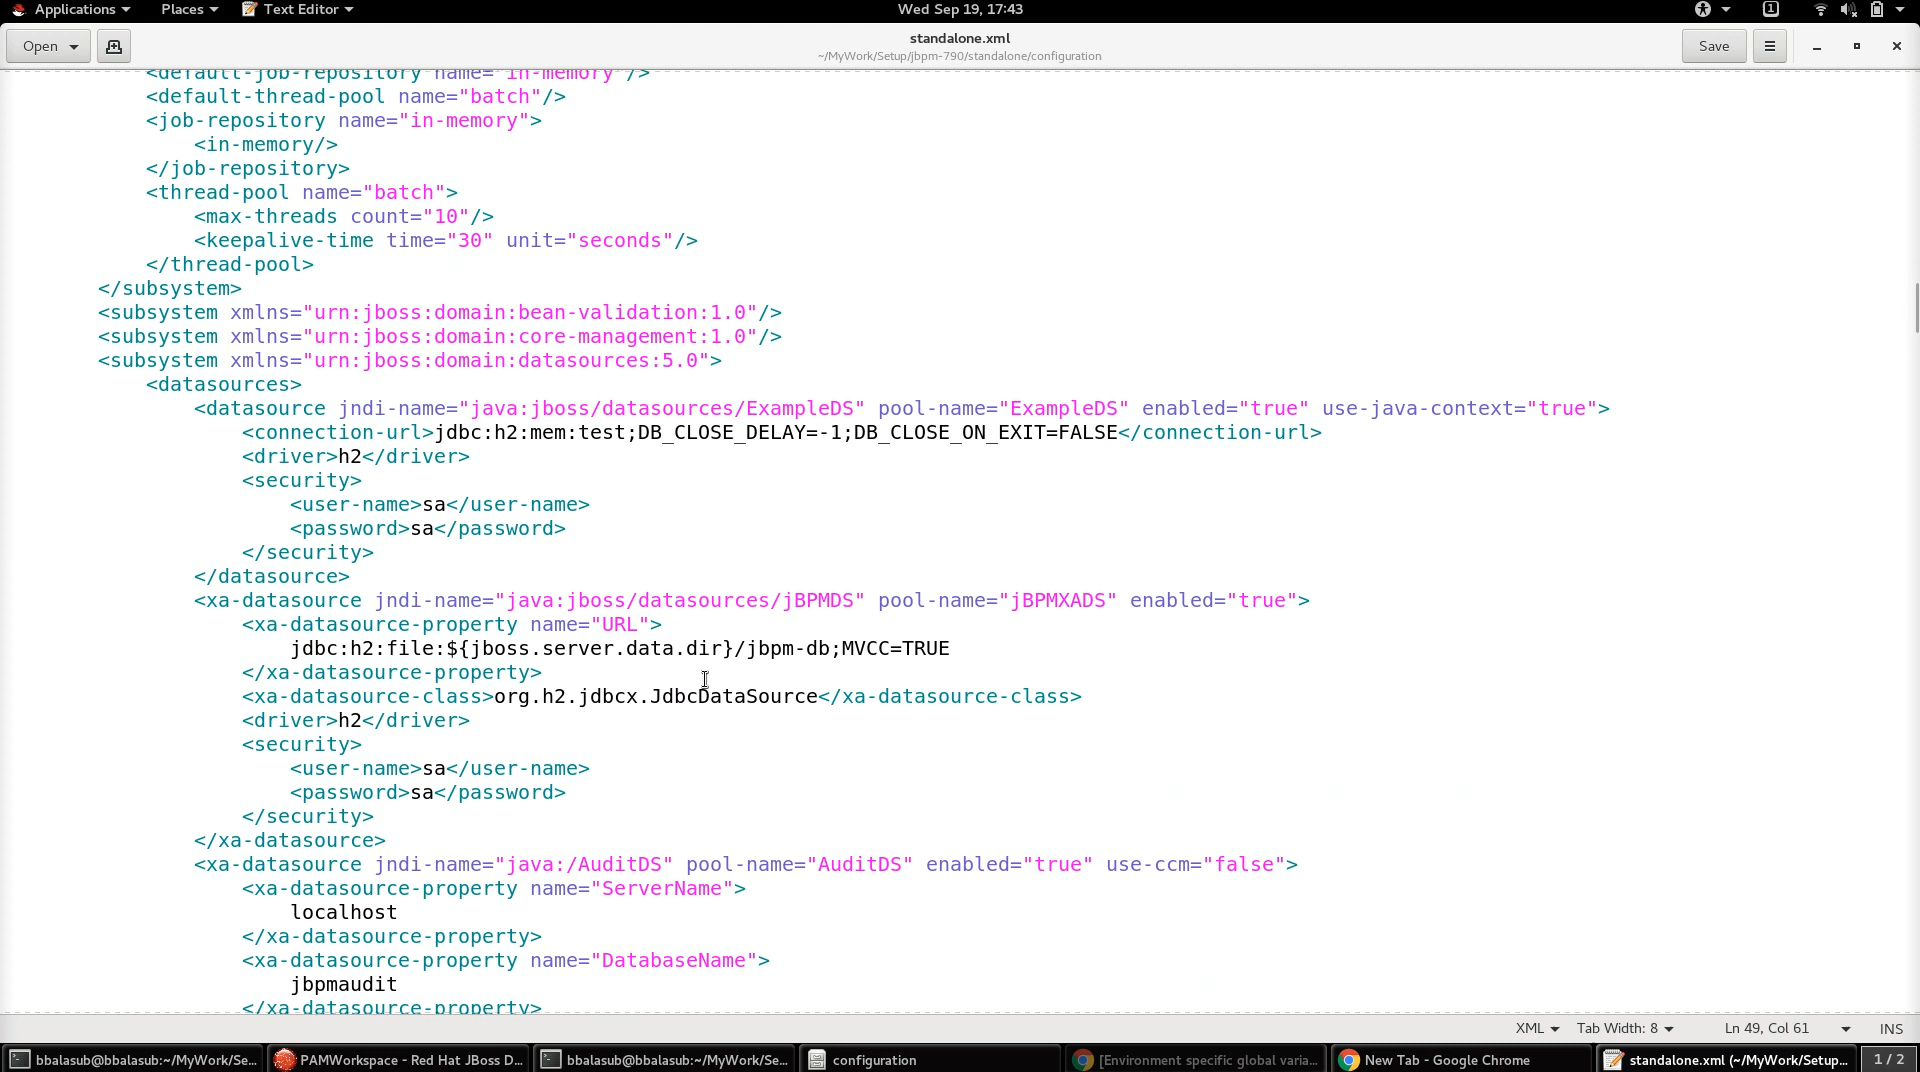 Applications Places Text Editor Wed Sep 19, 17:43 1
Open standalone.xml Save
~/MyWork/Setup/jbpm-790/standalone/configuration
<default-job-repository name="in-memory"/>
<default-thread-pool name="batch"/>
<job-repository name="in-memory">
<in-memory/>
</job-repository>
<thread-pool name="batch">
<max-threads count="10"/>
<keepalive-time time="30" unit="seconds"/>
</thread-pool>
</subsystem>
<subsystem xmlns="urn:jboss:domain:bean-validation:1.0"/>
<subsystem xmlns="urn:jboss:domain:core-management:1.0"/>
<subsystem xmlns="urn:jboss:domain:datasources:5.0">
<datasources>
<datasource jndi-name="java:jboss/datasources/ExampleDS" pool-name="ExampleDS" enabled="true" use-java-context="true">
<connection-url>jdbc:h2:mem:test;DB_CLOSE_DELAY=-1;DB_CLOSE_ON_EXIT=FALSE</connection-url>
<driver>h2</driver>
<security>
<user-name>sa</user-name>
<password>sa</password>
</security>
</datasource>
<xa-datasource jndi-name="java:jboss/datasources/jBPMDS" pool-name="jBPMXADS" enabled="true">
<xa-datasource-property name="URL">
jdbc:h2:file:${jboss.server.data.dir}/jbpm-db;MVCC=TRUE
</xa-datasource-property>
<xa-datasource-class>org.h2.jdbcx.JdbcDataSource</xa-datasource-class>
<driver>h2</driver>
<security>
<user-name>sa</user-name>
<password>sa</password>
</security>
</xa-datasource>
<xa-datasource jndi-name="java:/AuditDS" pool-name="AuditDS" enabled="true" use-ccm="false">
<xa-datasource-property name="ServerName">
localhost
</xa-datasource-property>
<xa-datasource-property name="DatabaseName">
jbpmaudit
</xa-datasource-property>
XML Tab Width: 8 Ln 49, Col 61 INS
bbalasub@bbalasub:~/MyWork/Se... PAMWorkspace - Red Hat JBoss D... bbalasub@bbalasub:~/MyWork/Se... configuration [Environment specific global varia... New Tab - Google Chrome standalone.xml (~/MyWork/Setup... 1 / 2